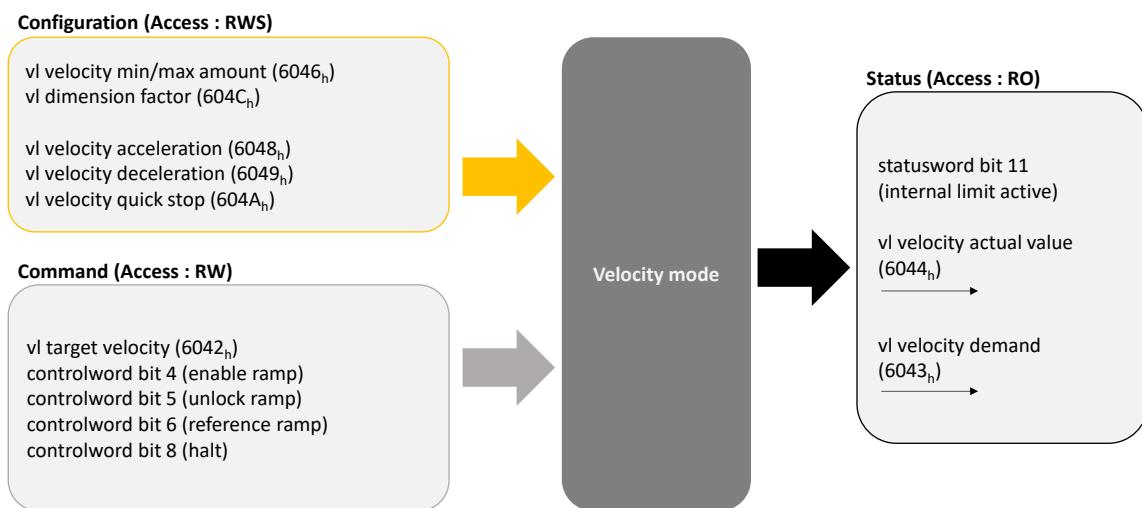 Configuration (Access : RWS)
vl velocity min/max amount (6046h)
vl dimension factor (604Ch)
vl velocity acceleration (6048h)
vl velocity deceleration (6049h)
vl velocity quick stop (604Ah)
Command (Access : RW)
vl target velocity (6042h)
controlword bit 4 (enable ramp)
controlword bit 5 (unlock ramp)
controlword bit 6 (reference ramp)
controlword bit 8 (halt)
Velocity mode
Status (Access : RO)
statusword bit 11
(internal limit active)
vl velocity actual value
(6044h)
vl velocity demand
(6043h)